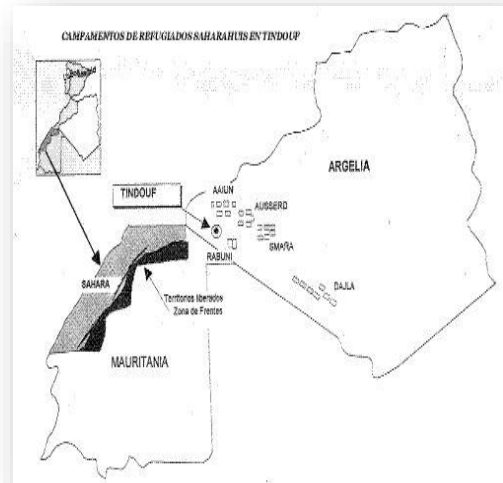 CAMPAMENTOS DE REFUGIADOS SAHARAHUIS EN TINDOUF
ARGELIA
TINDOUF
AAIUN
AUSSERD
SMARA
RABUNI
DAJLA
SAHARA
Territorios liberados
Zona de Frentes
MAURITANIA